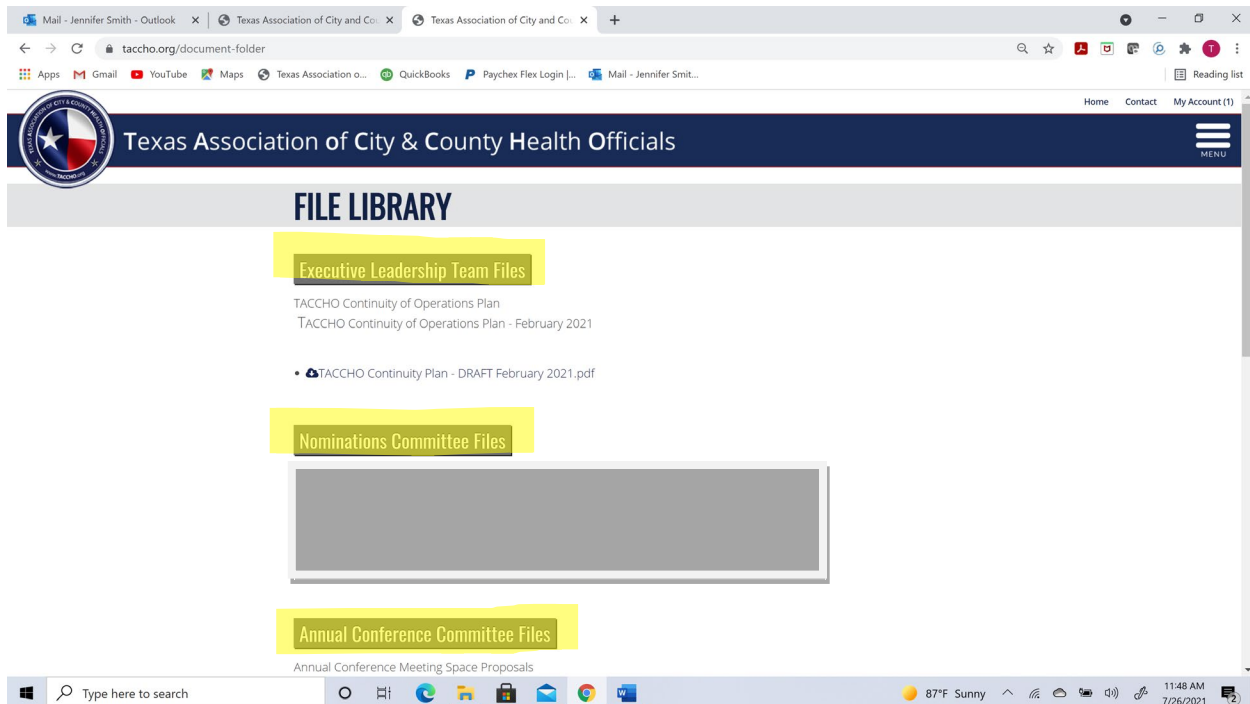 Mail - Jennifer Smith - Outlook
Texas Association of City and Cou
Texas Association of City and Cou
taccho.org/document-folder
T
Apps
Gmail
YouTube
Maps
Texas Association o...
QuickBooks
Paychex Flex Login |...
Mail - Jennifer Smit...
Reading list
Home
Contact
My Account (1)
Texas Association of City & County Health Officials
MENU
www.TACCHO.org
FILE LIBRARY
Executive Leadership Team Files
TACCHO Continuity of Operations Plan
TACCHO Continuity of Operations Plan - February 2021
• TACCHO Continuity Plan - DRAFT February 2021.pdf
Nominations Committee Files
Annual Conference Committee Files
Annual Conference Meeting Space Proposals
Type here to search
87°F Sunny
11:48 AM
7/26/2021
2